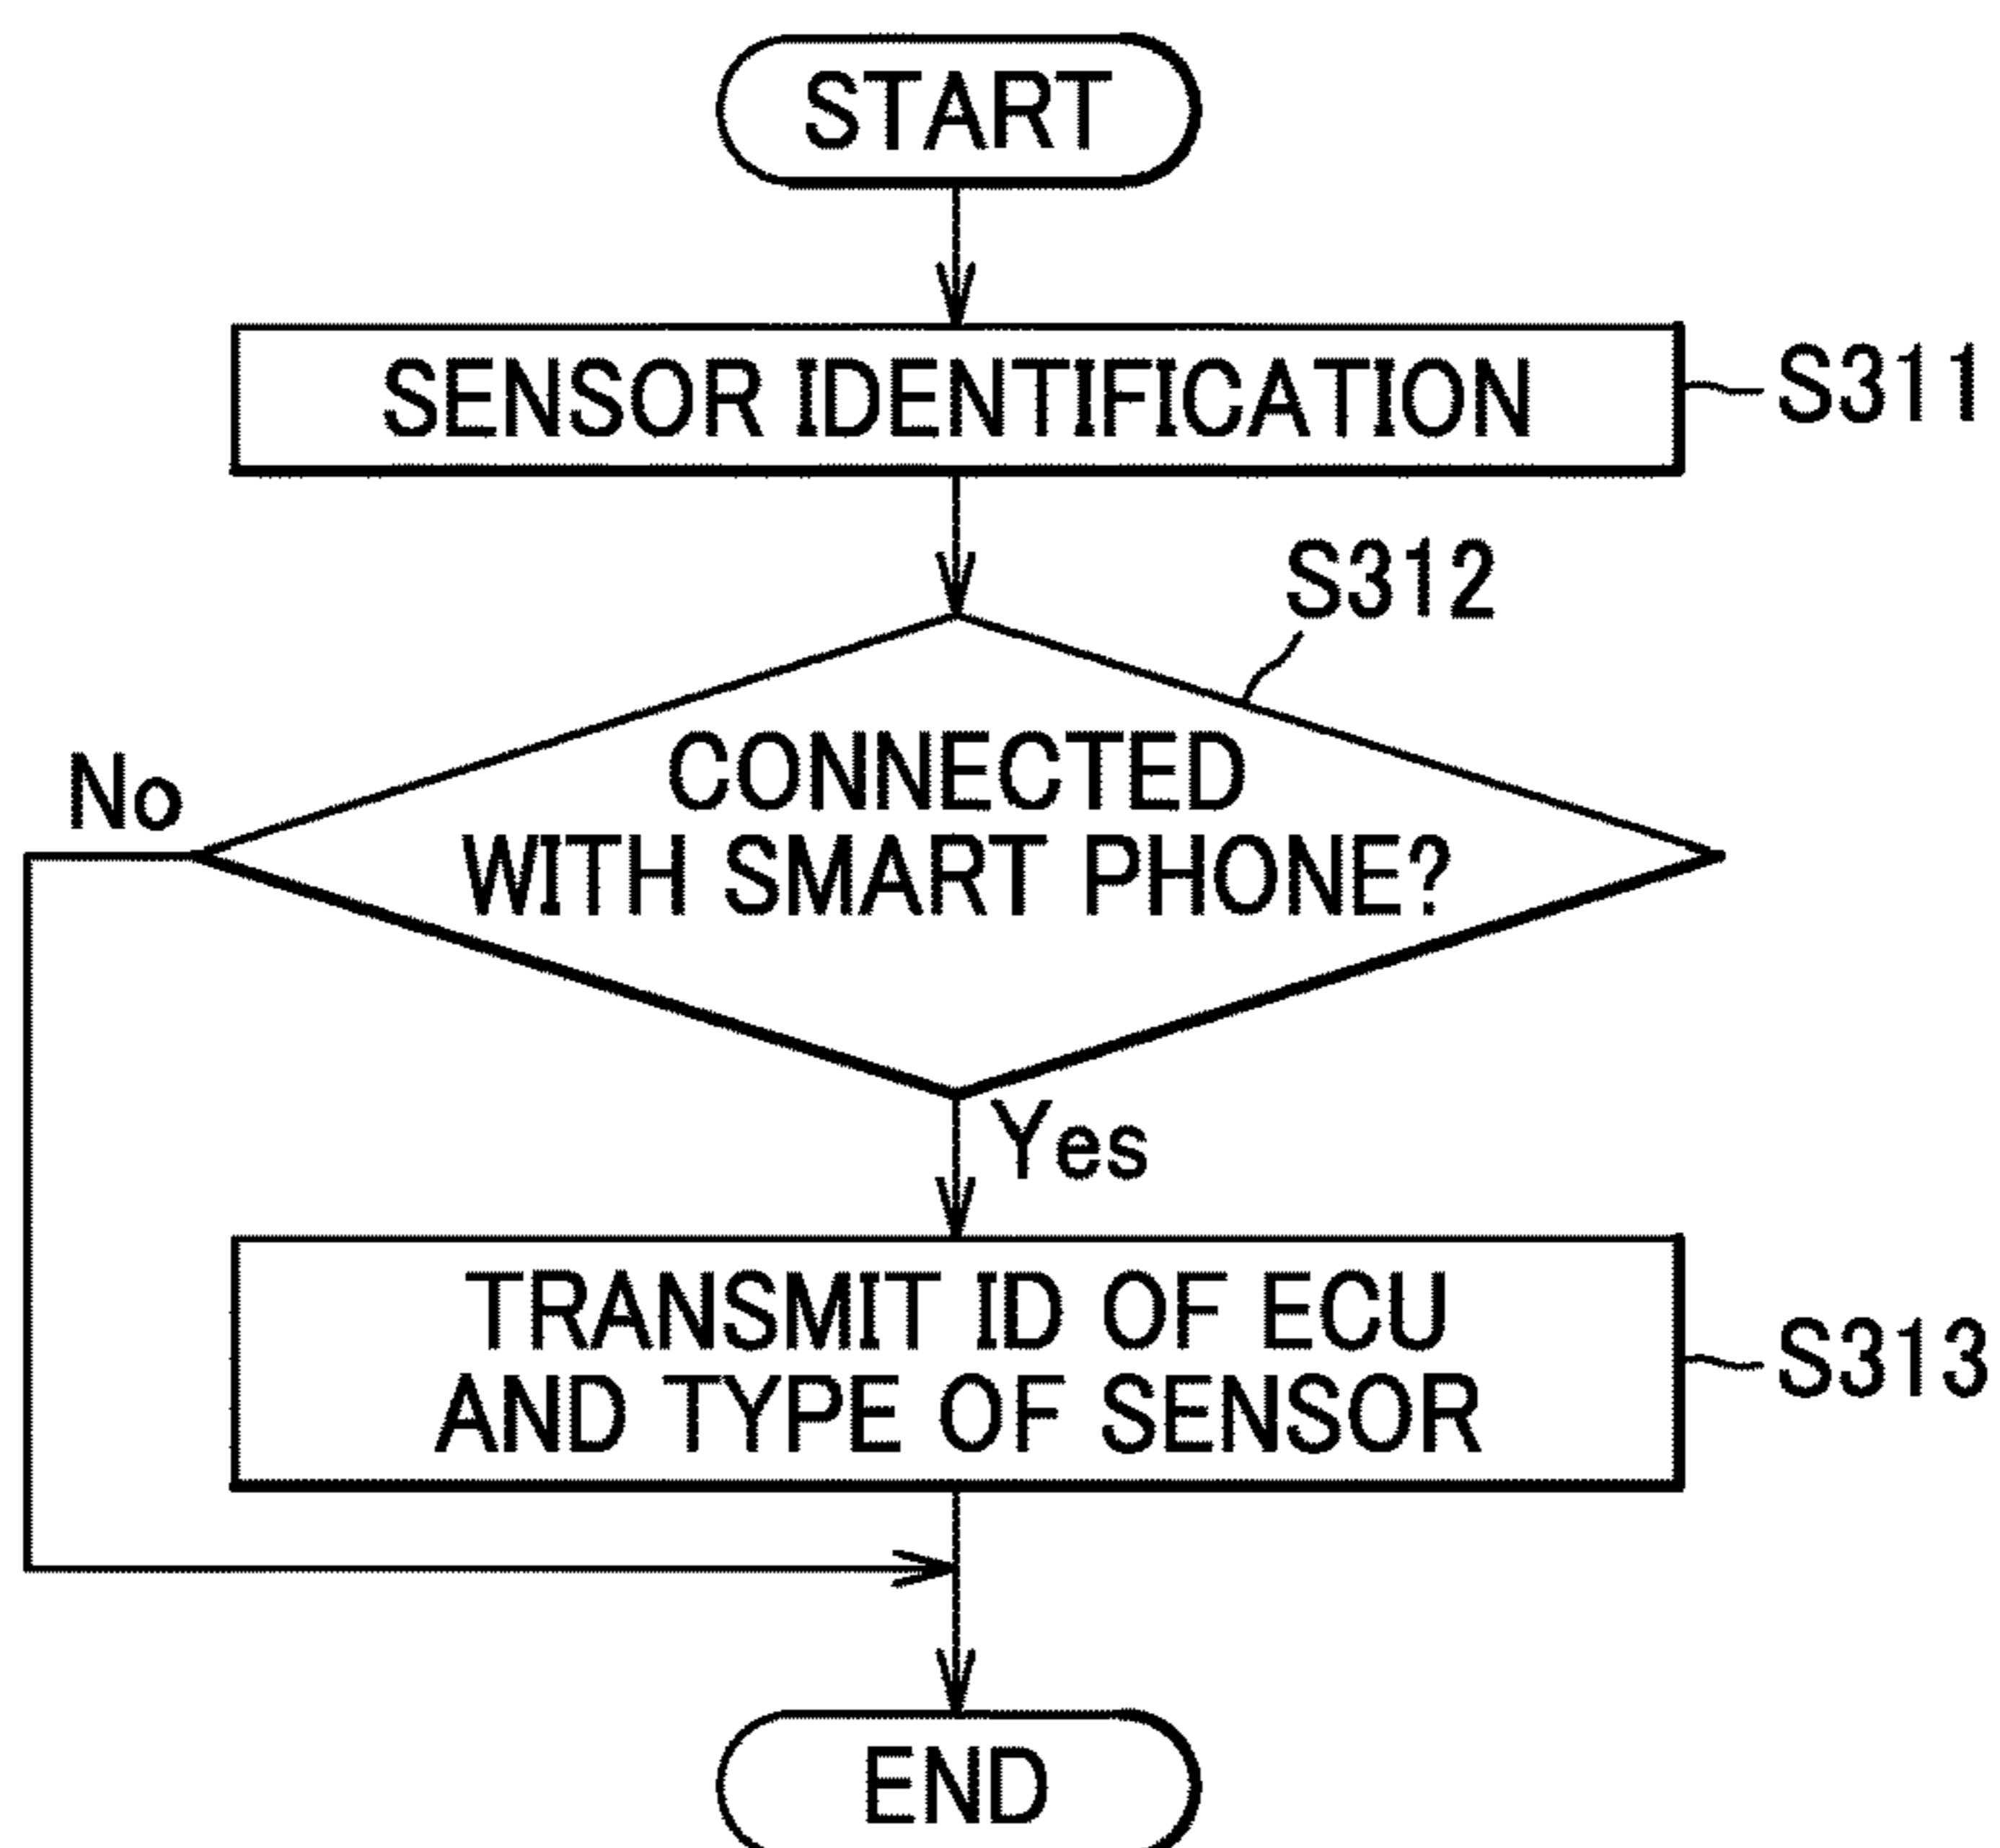 START
SENSOR IDENTIFICATION
S311
S312
CONNECTED
WITH SMART PHONE?
No
Yes
TRANSMIT ID OF ECU
AND TYPE OF SENSOR
S313
END